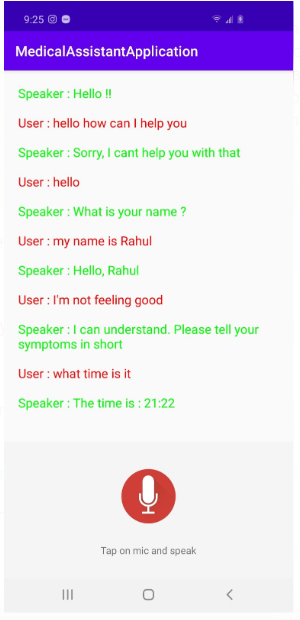 9:25
MedicalAssistantApplication
Speaker : Hello !!
User : hello how can I help you
Speaker : Sorry, I cant help you with that
User : hello
Speaker : What is your name ?
User : my name is Rahul
Speaker : Hello, Rahul
User : I'm not feeling good
Speaker : I can understand. Please tell your
symptoms in short
User : what time is it
Speaker : The time is : 21:22
Tap on mic and speak